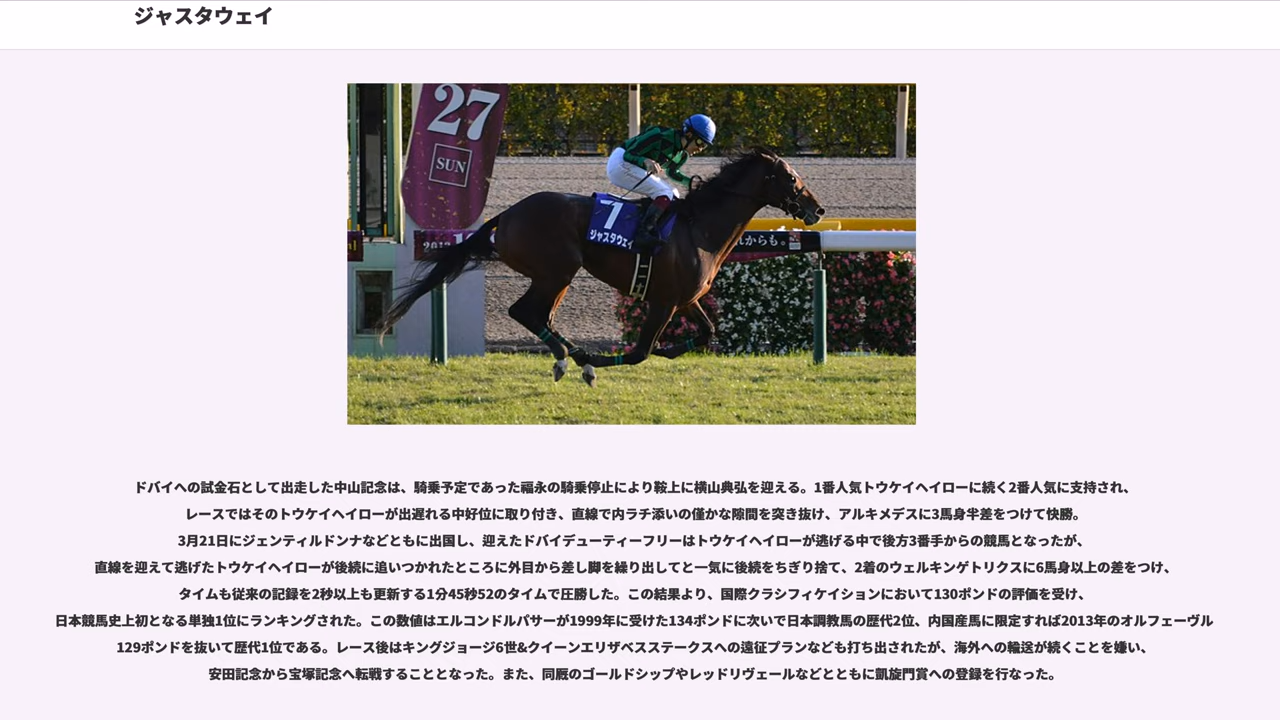 ジャスタウェイ
27
SUN
1
ジャスタウェイ
2013
れからも。
ドバイへの試金石として出走した中山記念は、騎乗予定であった福永の騎乗停止により鞍上に横山典弘を迎える。1番人気トウケイヘイローに続く2番人気に支持され、
レースではそのトウケイヘイローが出遅れる中好位に取り付き、直線で内ラチ添いの僅かな隙間を突き抜け、アルキメデスに3馬身半差をつけて快勝。
3月21日にジェンティルドンナなどともに出国し、迎えたドバイデューティーフリーはトウケイヘイローが逃げる中で後方3番手からの競馬となったが、
直線を迎えて逃げたトウケイヘイローが後続に追いつかれたところに外目から差し脚を繰り出してと一気に後続をちぎり捨て、2着のウェルキンゲトリクスに6馬身以上の差をつけ、
タイムも従来の記録を2秒以上も更新する1分45秒52のタイムで圧勝した。この結果より、国際クラシフィケイションにおいて130ポンドの評価を受け、
日本競馬史上初となる単独1位にランキングされた。この数値はエルコンドルパサーが1999年に受けた134ポンドに次いで日本調教馬の歴代2位、内国産馬に限定すれば2013年のオルフェーヴル
129ポンドを抜いて歴代1位である。レース後はキングジョージ6世&クイーンエリザベスステークスへの遠征プランなども打ち出されたが、海外への輸送が続くことを嫌い、
安田記念から宝塚記念へ転戦することとなった。また、同厩のゴールドシップやレッドリヴェールなどとともに凱旋門賞への登録を行なった。